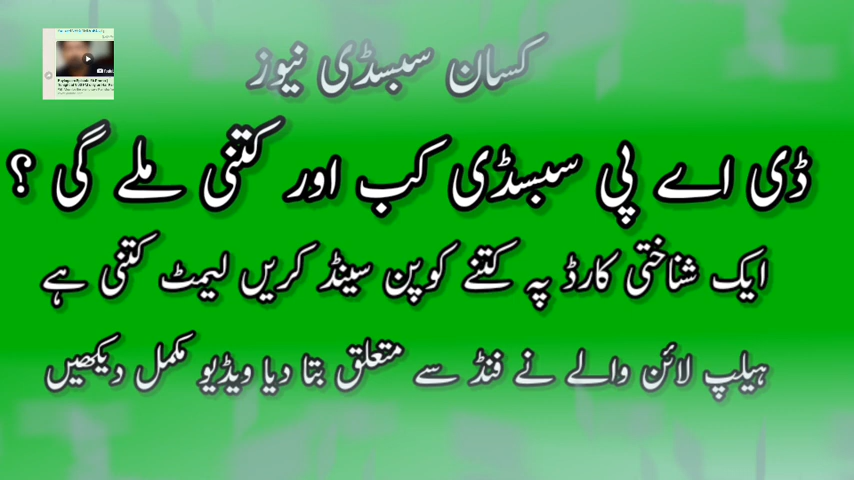 کسان سبسڈی نیوز
ڈی اے پی سبسڈی کب اور کتنی ملے گی ؟
ایک شناختی کارڈ پہ کتنے کوپن سینڈ کریں لیمٹ کتنی ہے
ہیلپ لائن والے نے فنڈ سے متعلق بتا دیا ویڈیو مکمل دیکھیں